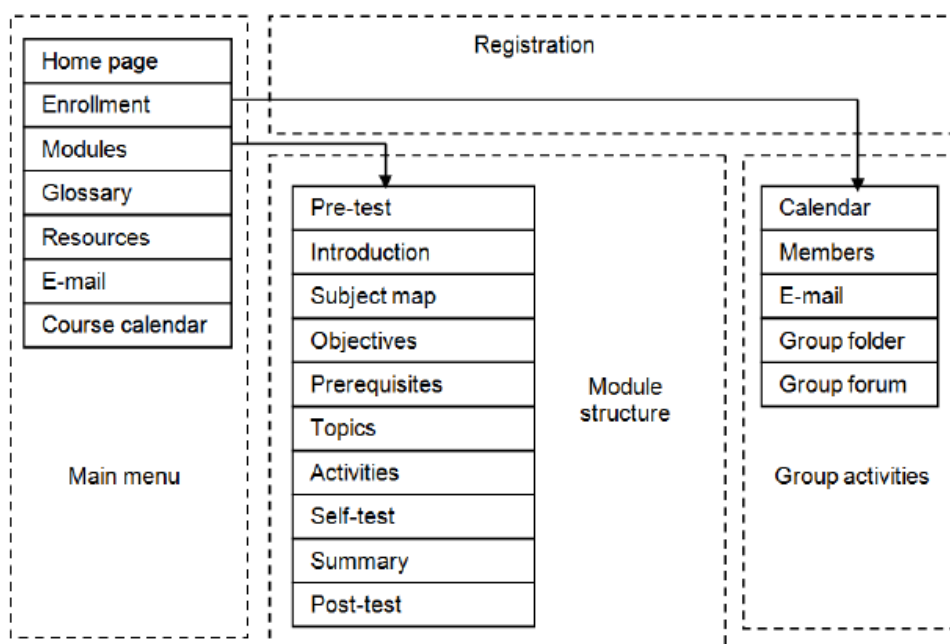 Registration
Home page
Enrollment
Modules
Glossary
Resources
E-mail
Course calendar
Main menu
Pre-test
Introduction
Subject map
Objectives
Prerequisites
Topics
Activities
Self-test
Summary
Post-test
Module
structure
Calendar
Members
E-mail
Group folder
Group forum
Group activities